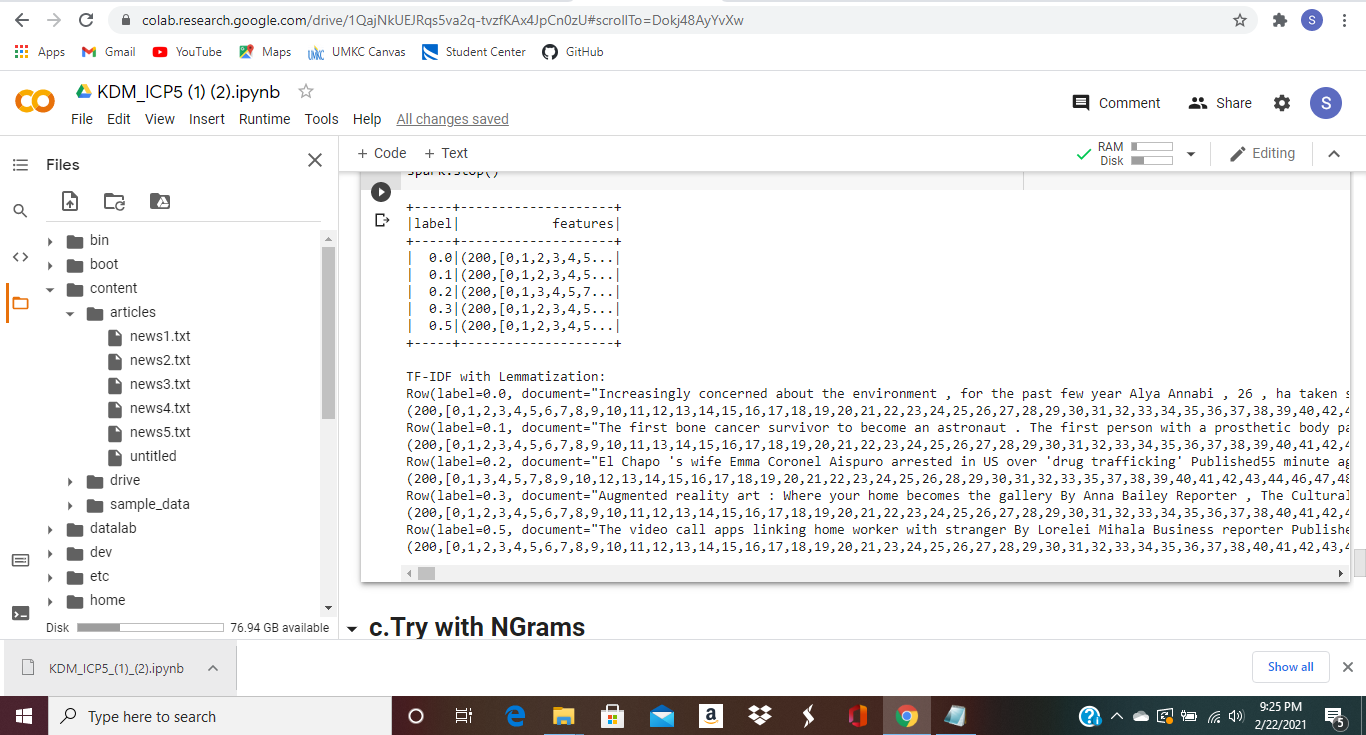 colab.research.google.com/drive/1QajNkUEJRqs5va2q-tvzfKAx4JpCn0zU#scrollTo=Dokj48AyYvXw
S
Apps Gmail YouTube Maps UMKC Canvas Student Center GitHub
KDM_ICP5 (1) (2).ipynb
Comment Share S
File Edit View Insert Runtime Tools Help All changes saved
Files
+ Code + Text
RAM
Disk
Editing
bin
boot
content
articles
news1.txt
news2.txt
news3.txt
news4.txt
news5.txt
untitled
drive
sample_data
datalab
dev
etc
home
Disk 76.94 GB available
spark.stop()
+-----+--------------------+
|label| features|
+-----+--------------------+
| 0.0|(200,[0,1,2,3,4,5...|
| 0.1|(200,[0,1,2,3,4,5...|
| 0.2|(200,[0,1,3,4,5,7...|
| 0.3|(200,[0,1,2,3,4,5...|
| 0.5|(200,[0,1,2,3,4,5...|
+-----+--------------------+
TF-IDF with Lemmatization:
Row(label=0.0, document="Increasingly concerned about the environment , for the past few year Alya Annabi , 26 , ha taken s
(200,[0,1,2,3,4,5,6,7,8,9,10,11,12,13,14,15,16,17,18,19,20,21,22,23,24,25,26,27,28,29,30,31,32,33,34,35,36,37,38,39,40,42,4
Row(label=0.1, document="The first bone cancer survivor to become an astronaut . The first person with a prosthetic body pa
(200,[0,1,2,3,4,5,6,7,8,9,10,11,12,13,14,15,16,17,18,19,20,21,22,23,24,25,26,27,28,29,30,31,32,33,34,35,36,37,38,39,40,41,42,
Row(label=0.2, document="El Chapo 's wife Emma Coronel Aispuro arrested in US over 'drug trafficking' Published55 minute ag
(200,[0,1,3,4,5,7,8,9,10,12,13,14,15,16,17,18,19,20,21,22,23,24,25,26,28,29,30,31,32,33,35,37,38,39,40,41,42,43,44,46,47,48
Row(label=0.3, document="Augmented reality art : Where your home becomes the gallery By Anna Bailey Reporter , The Cultural
(200,[0,1,2,3,4,5,6,7,8,9,10,11,12,13,14,15,16,17,18,19,20,21,22,23,25,26,27,28,29,30,31,32,33,34,35,36,37,38,39,40,41,42,4
Row(label=0.5, document="The video call apps linking home worker with stranger By Lorelei Mihala Business reporter Publishe
(200,[0,1,2,3,4,5,6,7,8,9,10,11,12,13,14,15,16,17,18,19,20,21,23,24,25,26,27,28,29,30,31,32,33,34,35,36,37,38,40,41,42,43,4
c.Try with NGrams
KDM_ICP5_(1)_(2).ipynb
Show all
Type here to search
9:25 PM
2/22/2021
5